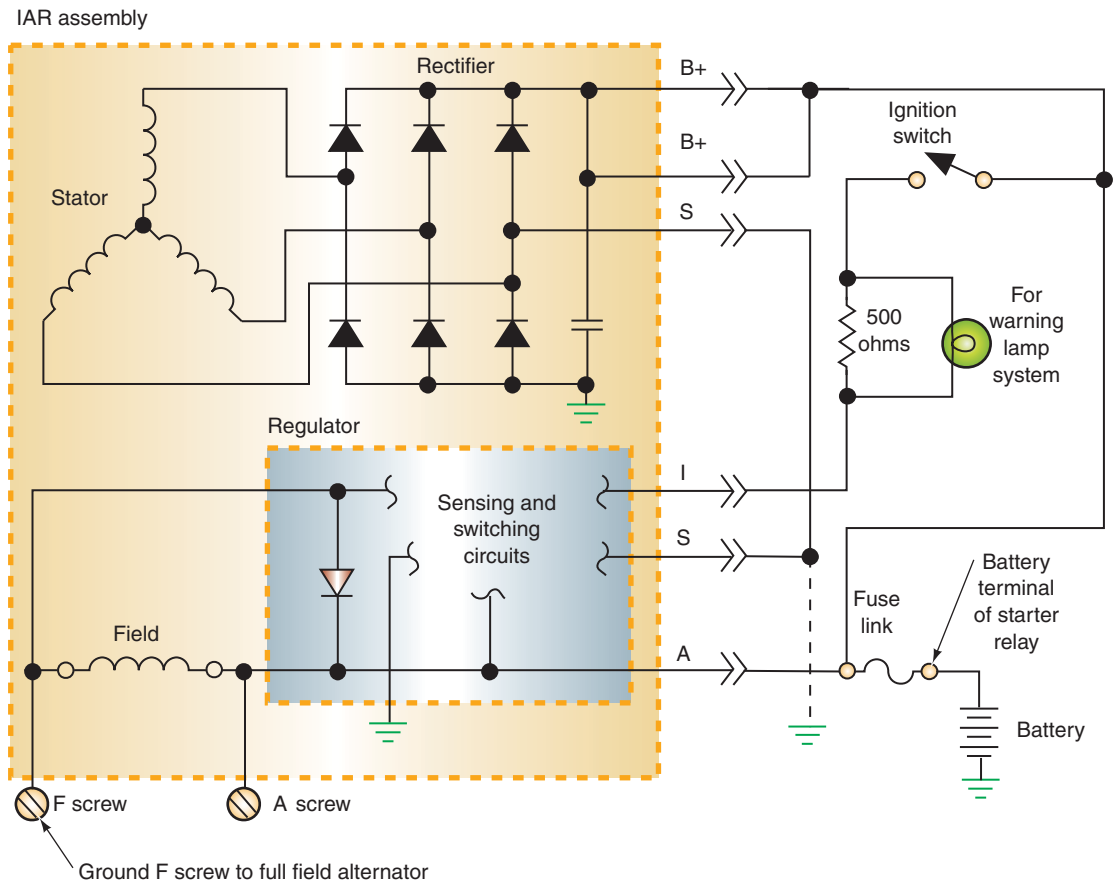 IAR assembly
Rectifier
B+
Ignition
switch
B+
Stator
S
500
ohms
For
warning
lamp
system
Regulator
I
Sensing and
switching
circuits
S
Battery
terminal
of starter
relay
Fuse
link
Field
A
Battery
F screw
A screw
Ground F screw to full field alternator